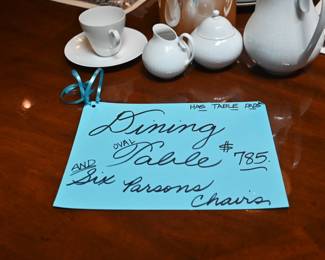 HAS TABLE PADS
Dining
OVAL Table $785.
AND Six Parsons
Chairs